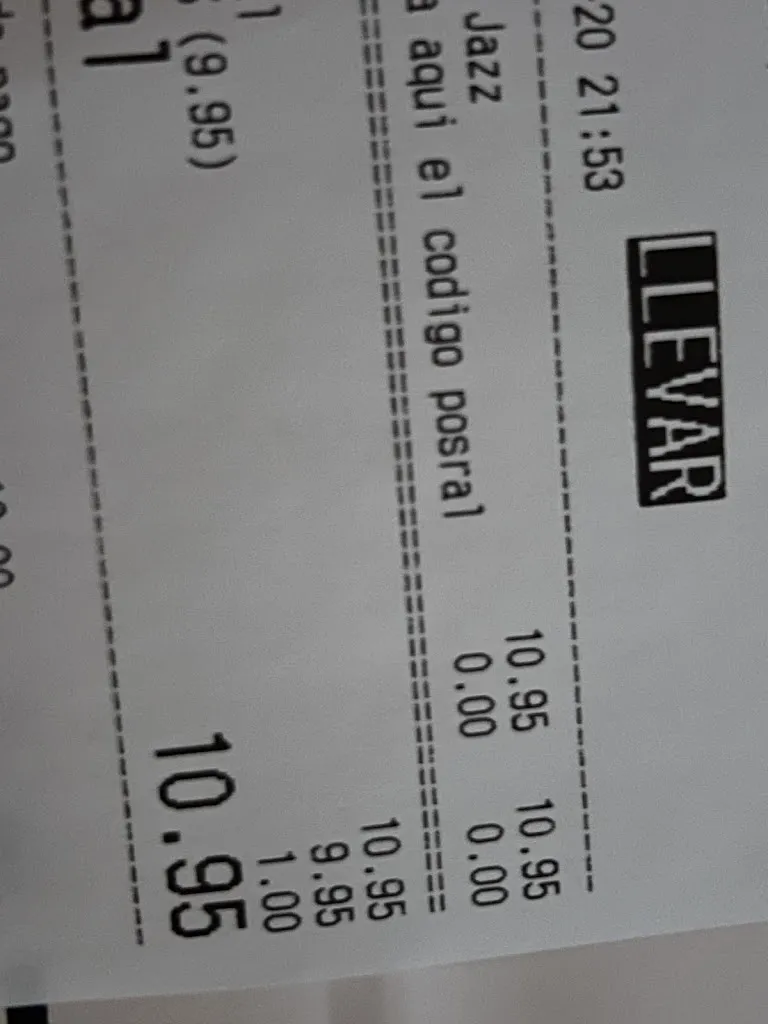 LLEVAR
20 21:53
10.95 10.95
Jazz 0.00 0.00
a aqui el codigo posral
10.95
9.95
(9.95) 1.00
al 10.95